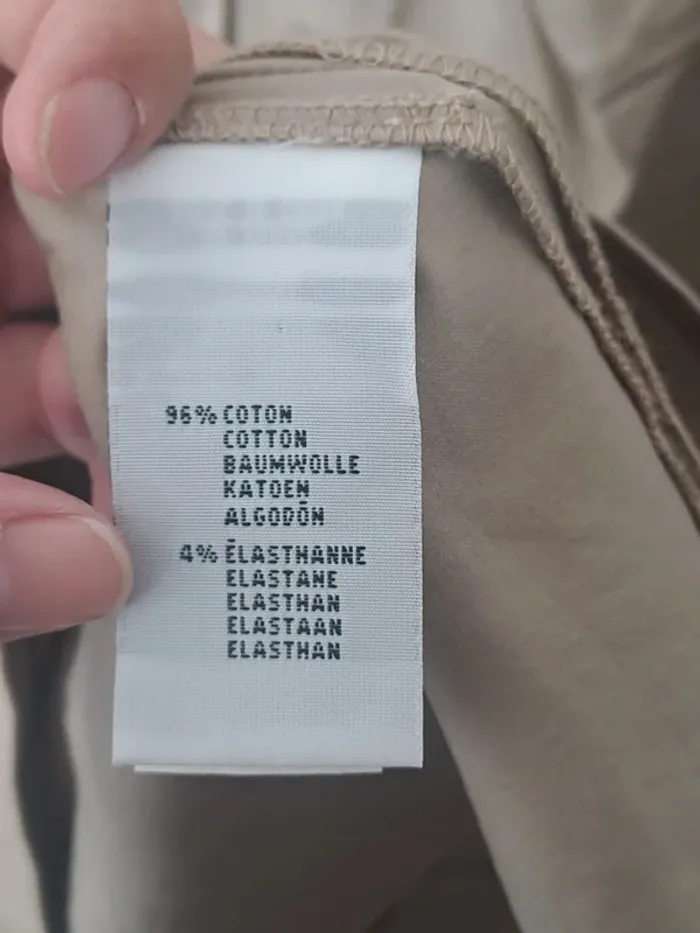 96% COTON
COTTON
BAUMWOLLE
KATOEN
ALGODÓN
4% ÉLASTHANNE
ELASTANE
ELASTHAN
ELASTAAN
ELASTHAN